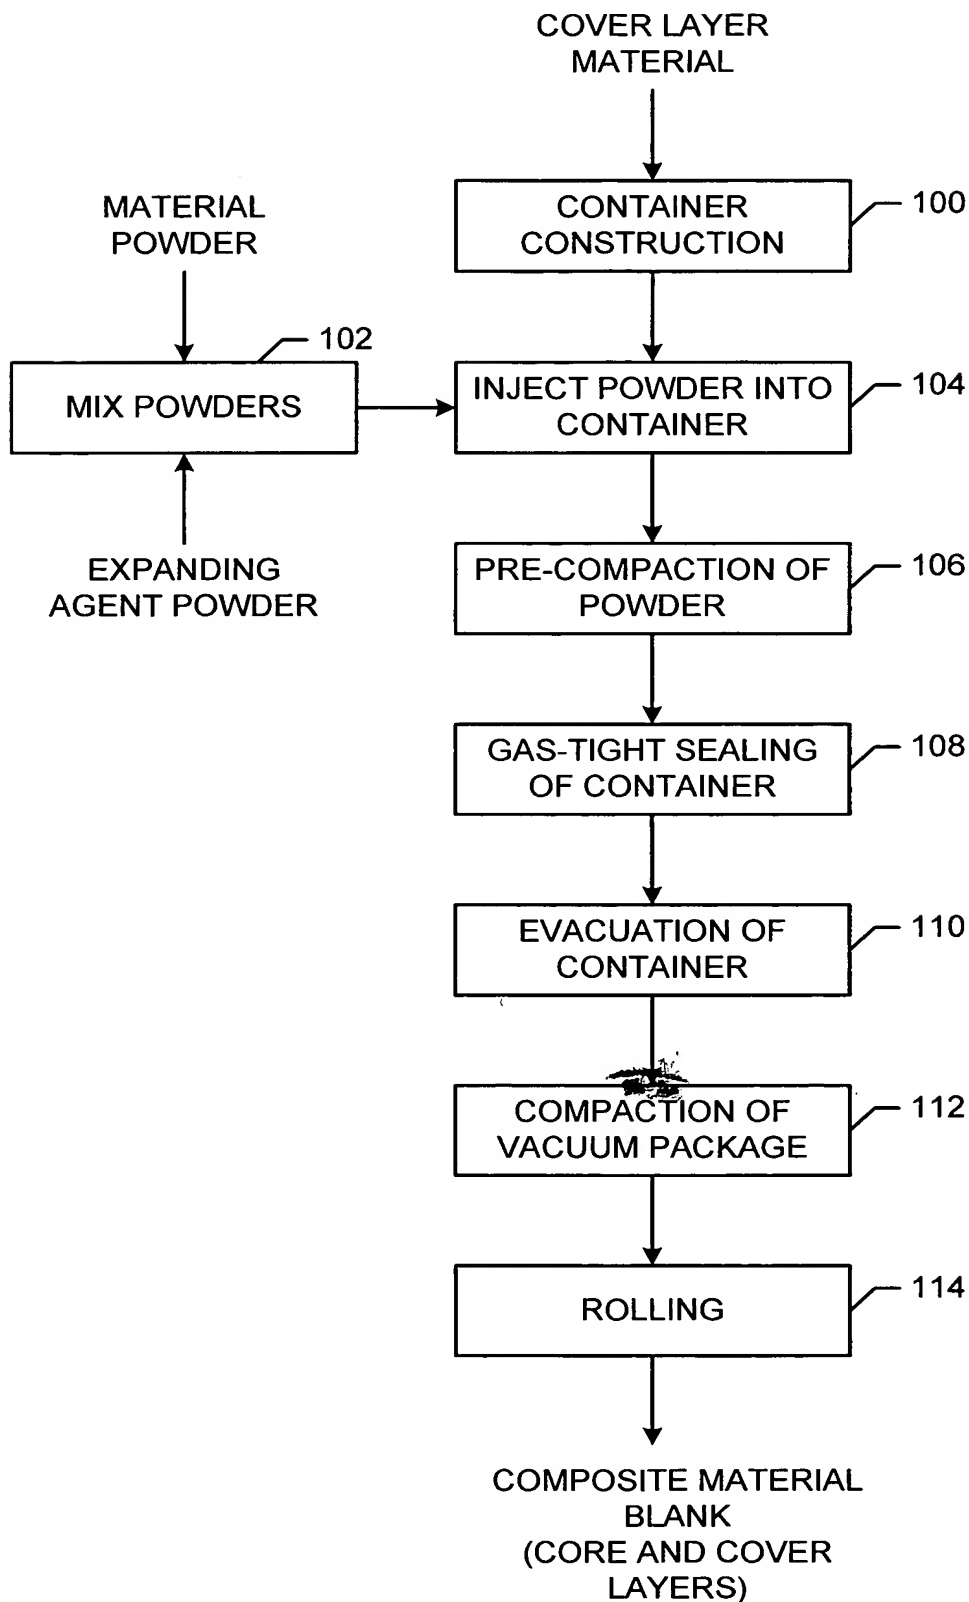 COVER LAYER
MATERIAL
CONTAINER
CONSTRUCTION
100
MATERIAL
POWDER
102
MIX POWDERS
EXPANDING
AGENT POWDER
INJECT POWDER INTO
CONTAINER
104
PRE-COMPACTION OF
POWDER
106
GAS-TIGHT SEALING
OF CONTAINER
108
EVACUATION OF
CONTAINER
110
COMPACTION OF
VACUUM PACKAGE
112
ROLLING
114
COMPOSITE MATERIAL
BLANK
(CORE AND COVER
LAYERS)